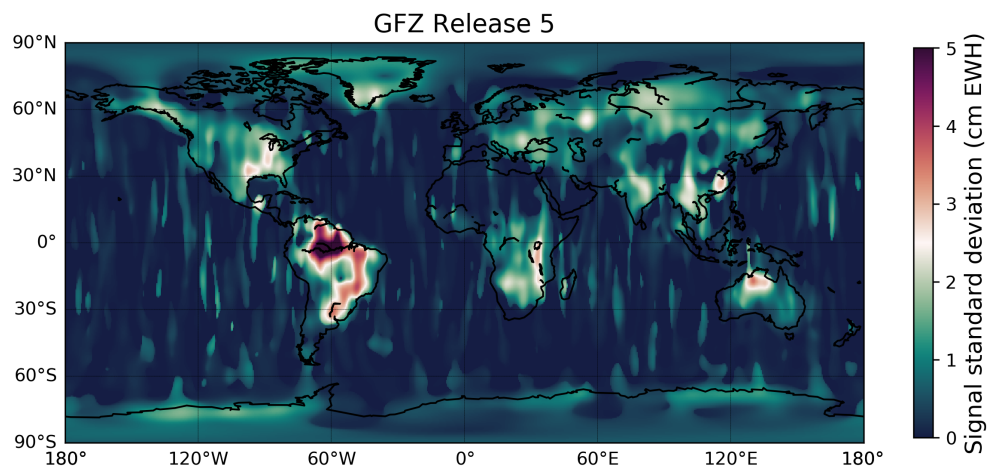 GFZ Release 5
90°N
60°N
30°N
0°
30°S
60°S
90°S
180°
120°W
60°W
0°
60°E
120°E
180°
5
4
3
2
1
0
Signal standard deviation (cm EWH)